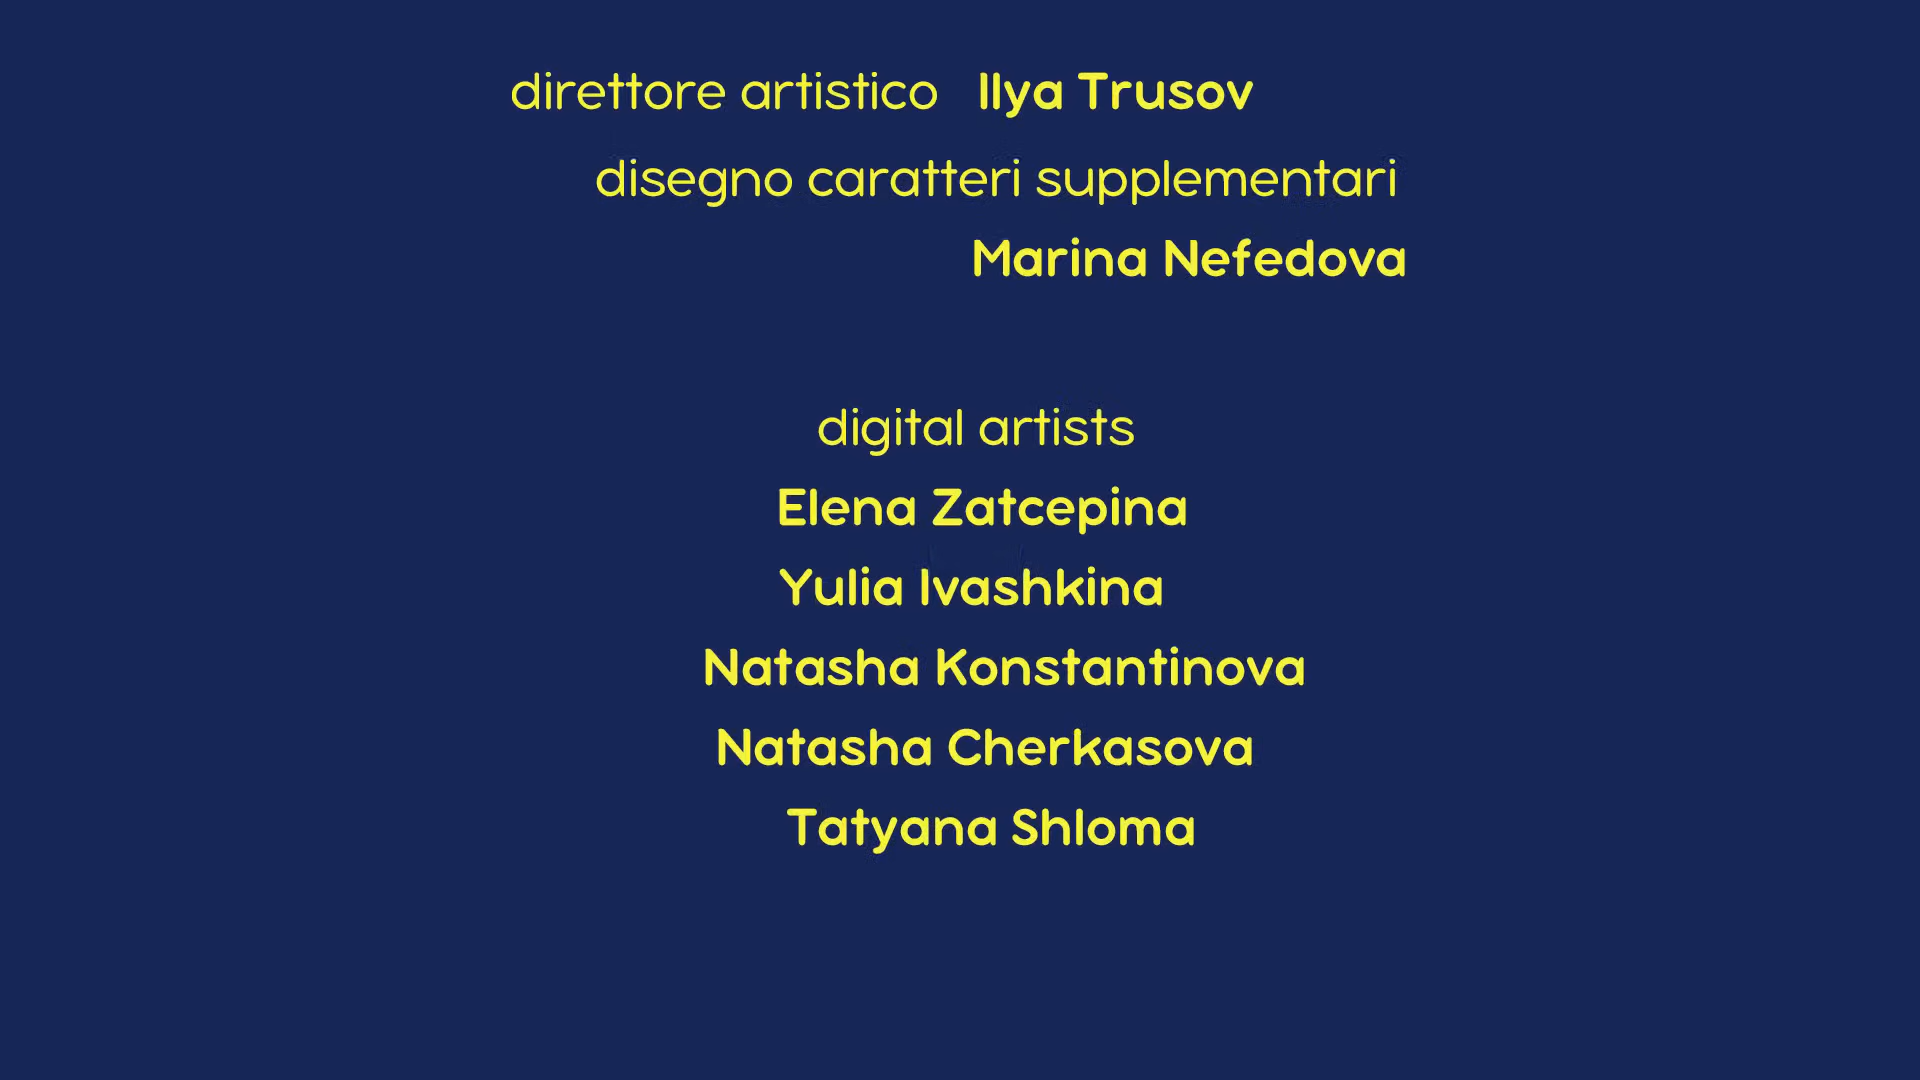 direttore artistico Ilya Trusov
disegno caratteri supplementari
Marina Nefedova
digital artists
Elena Zatcepina
Yulia Ivashkina
Natasha Konstantinova
Natasha Cherkasova
Tatyana Shloma